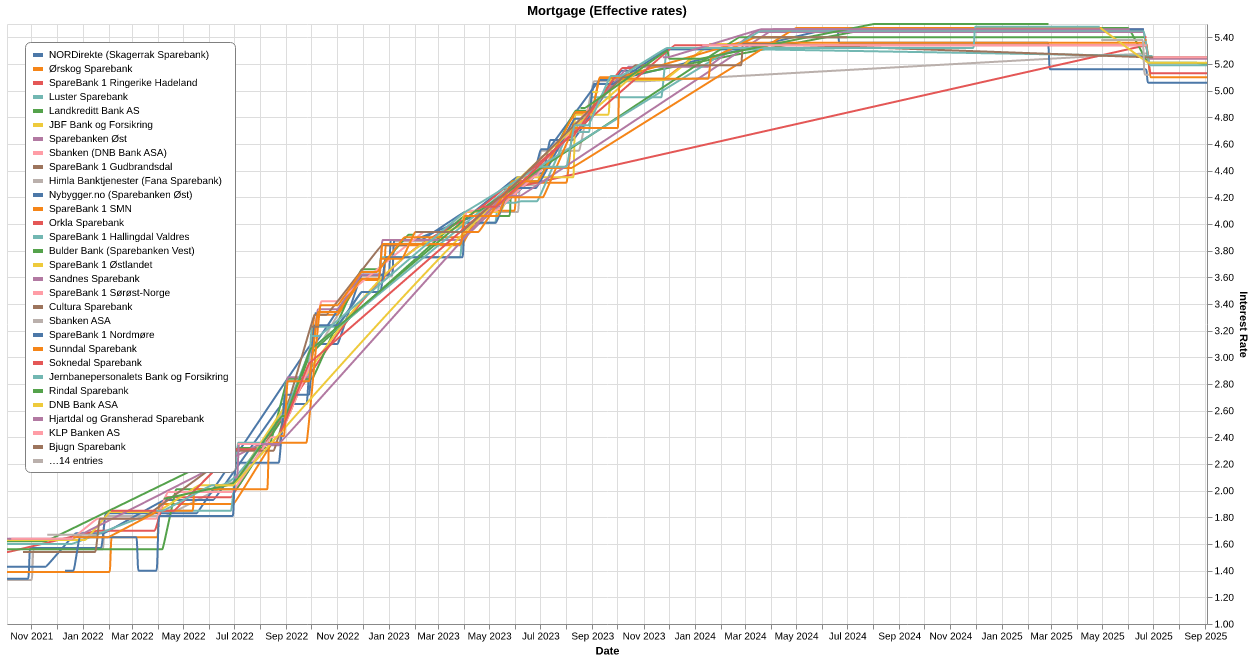 Mortgage (Effective rates)
NORDirekte (Skagerrak Sparebank)
Ørskog Sparebank
SpareBank 1 Ringerike Hadeland
Luster Sparebank
Landkreditt Bank AS
JBF Bank og Forsikring
Sparebanken Øst
Sbanken (DNB Bank ASA)
SpareBank 1 Gudbrandsdal
Himla Banktjenester (Fana Sparebank)
Nybygger.no (Sparebanken Øst)
SpareBank 1 SMN
Orkla Sparebank
SpareBank 1 Hallingdal Valdres
Bulder Bank (Sparebanken Vest)
SpareBank 1 Østlandet
Sandnes Sparebank
SpareBank 1 Sørøst-Norge
Cultura Sparebank
Sbanken ASA
SpareBank 1 Nordmøre
Sunndal Sparebank
Soknedal Sparebank
Jernbanepersonalets Bank og Forsikring
Rindal Sparebank
DNB Bank ASA
Hjartdal og Gransherad Sparebank
KLP Banken AS
Bjugn Sparebank
…14 entries
5.40
5.20
5.00
4.80
4.60
4.40
4.20
4.00
3.80
3.60
3.40
3.20
3.00
2.80
2.60
2.40
2.20
2.00
1.80
1.60
1.40
1.20
1.00
Interest Rate
Nov 2021 Jan 2022 Mar 2022 May 2022 Jul 2022 Sep 2022 Nov 2022 Jan 2023 Mar 2023 May 2023 Jul 2023 Sep 2023 Nov 2023 Jan 2024 Mar 2024 May 2024 Jul 2024 Sep 2024 Nov 2024 Jan 2025 Mar 2025 May 2025 Jul 2025 Sep 2025
Date